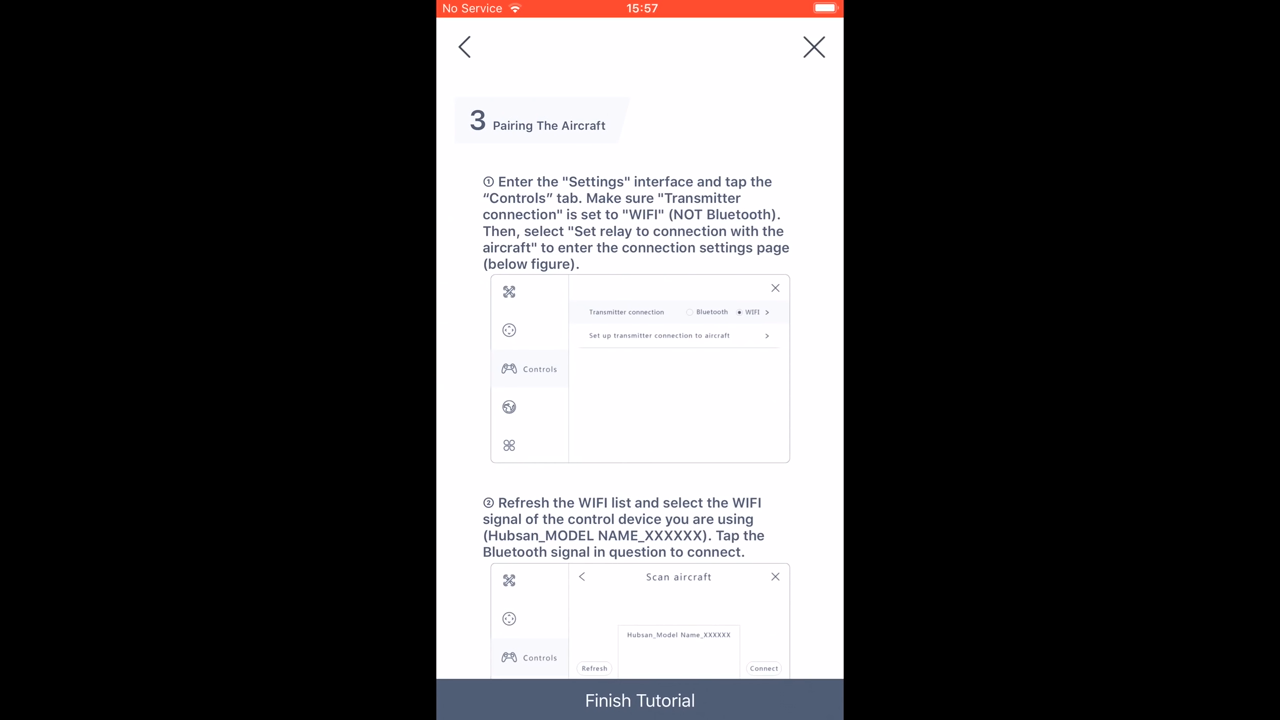 No Service
15:57
3 Pairing The Aircraft
① Enter the "Settings" interface and tap the
“Controls” tab. Make sure "Transmitter
connection" is set to "WIFI" (NOT Bluetooth).
Then, select "Set relay to connection with the
aircraft" to enter the connection settings page
(below figure).
Transmitter connection Bluetooth WIFI
Set up transmitter connection to aircraft
Controls
② Refresh the WIFI list and select the WIFI
signal of the control device you are using
(Hubsan_MODEL NAME_XXXXXX). Tap the
Bluetooth signal in question to connect.
Scan aircraft
Hubsan_Model Name_XXXXXX
Controls
Refresh
Connect
Finish Tutorial